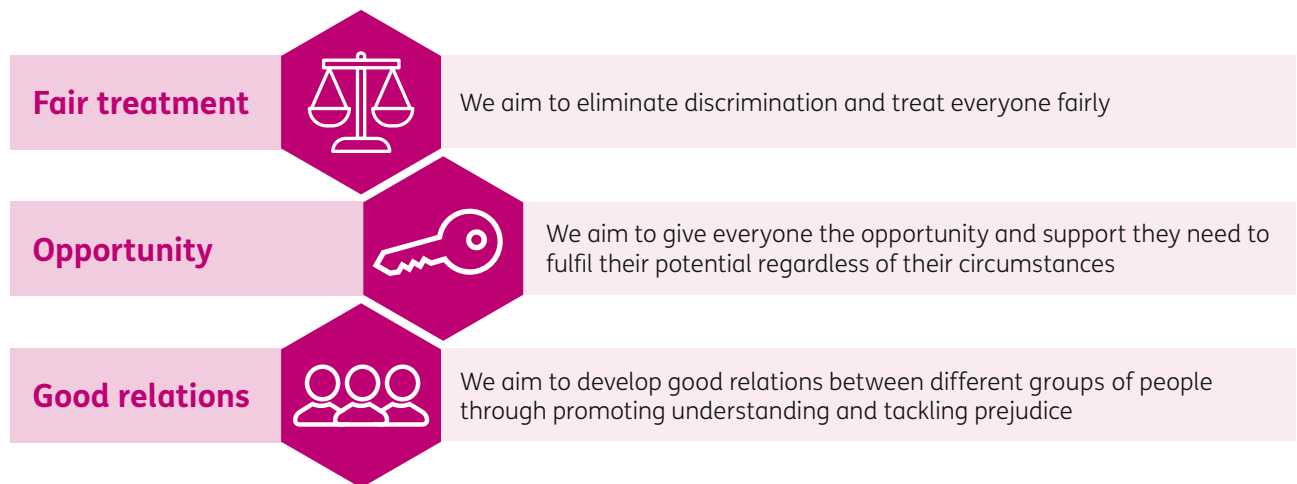 Fair treatment
We aim to eliminate discrimination and treat everyone fairly
Opportunity
We aim to give everyone the opportunity and support they need to
fulfil their potential regardless of their circumstances
Good relations
We aim to develop good relations between different groups of people
through promoting understanding and tackling prejudice